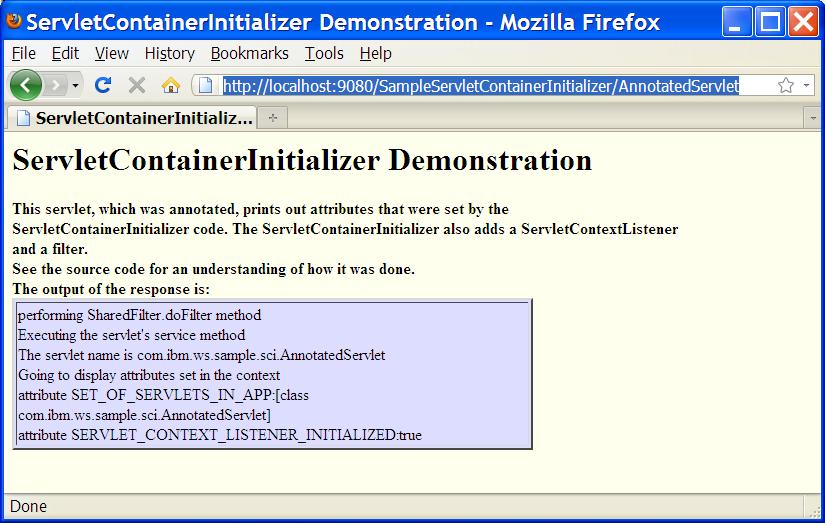 ServletContainerInitializer Demonstration - Mozilla Firefox
File Edit View History Bookmarks Tools Help
http://localhost:9080/SampleServletContainerInitializer/AnnotatedServlet
ServletContainerInitializ...
ServletContainerInitializer Demonstration
This servlet, which was annotated, prints out attributes that were set by the
ServletContainerInitializer code. The ServletContainerInitializer also adds a ServletContextListener
and a filter.
See the source code for an understanding of how it was done.
The output of the response is:
performing SharedFilter.doFilter method
Executing the servlet's service method
The servlet name is com.ibm.ws.sample.sci.AnnotatedServlet
Going to display attributes set in the context
attribute SET_OF_SERVLETS_IN_APP:[class
com.ibm.ws.sample.sci.AnnotatedServlet]
attribute SERVLET_CONTEXT_LISTENER_INITIALIZED:true
Done